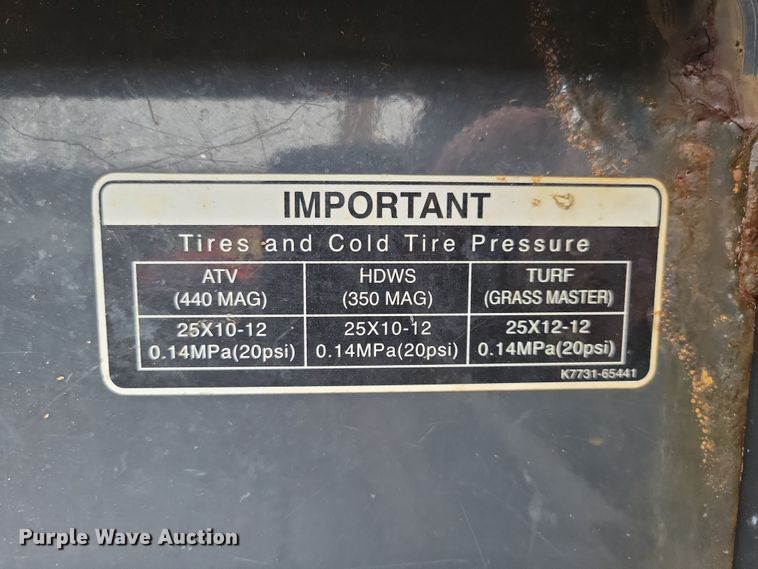 IMPORTANT
Tires and Cold Tire Pressure
ATV HDWS TURF
(440 MAG) (350 MAG) (GRASS MASTER)
25X10-12 25X10-12 25X12-12
0.14MPa(20psi) 0.14MPa(20psi) 0.14MPa(20psi)
K7731-65441
Purple Wave Auction